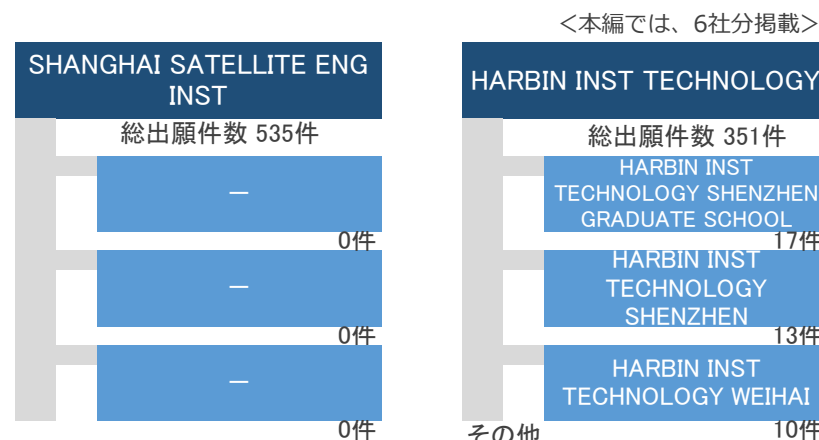 ＜本編では、6社分掲載＞
SHANGHAI SATELLITE ENG
INST
総出願件数 535件
－
0件
－
0件
－
0件
HARBIN INST TECHNOLOGY
総出願件数 351件
HARBIN INST
TECHNOLOGY SHENZHEN
GRADUATE SCHOOL
17件
HARBIN INST
TECHNOLOGY
SHENZHEN
13件
HARBIN INST
TECHNOLOGY WEIHAI
10件
その他